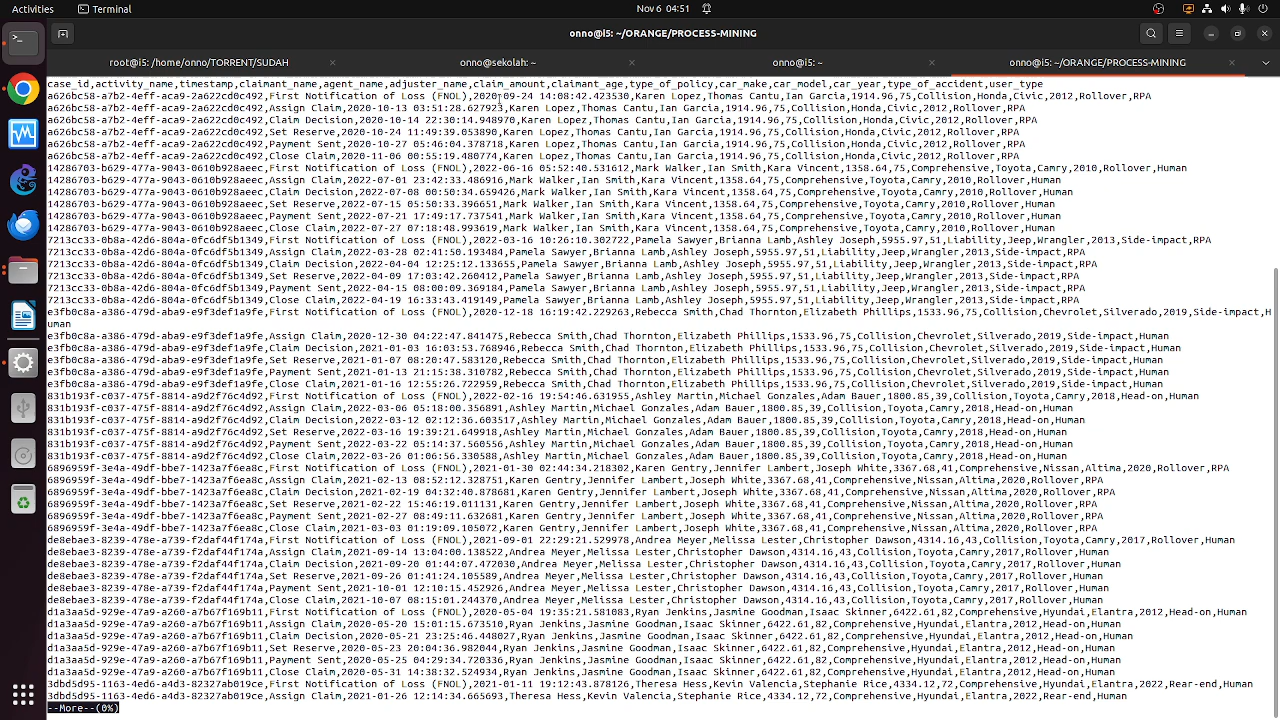 Activities
Terminal
Nov 6 04:51
onno@i5: ~/ORANGE/PROCESS-MINING
root@i5: /home/onno/TORRENT/SUDAH
onno@sekolah: ~
onno@i5: ~
onno@i5: ~/ORANGE/PROCESS-MINING
case_id,activity_name,timestamp,claimant_name,agent_name,adjuster_name,claim_amount,claimant_age,type_of_policy,car_make,car_model,car_year,type_of_accident,user_type
a626bc58-a7b2-4eff-aca9-2a622cd0c492,First Notification of Loss (FNOL),2020-09-24 14:08:42.423530,Karen Lopez,Thomas Cantu,Ian Garcia,1914.96,75,Collision,Honda,Civic,2012,Rollover,RPA
a626bc58-a7b2-4eff-aca9-2a622cd0c492,Assign Claim,2020-10-13 03:51:28.627923,Karen Lopez,Thomas Cantu,Ian Garcia,1914.96,75,Collision,Honda,Civic,2012,Rollover,RPA
a626bc58-a7b2-4eff-aca9-2a622cd0c492,Claim Decision,2020-10-14 22:39:14.948970,Karen Lopez,Thomas Cantu,Ian Garcia,1914.96,75,Collision,Honda,Civic,2012,Rollover,RPA
a626bc58-a7b2-4eff-aca9-2a622cd0c492,Set Reserve,2020-10-24 11:49:39.193890,Karen Lopez,Thomas Cantu,Ian Garcia,1914.96,75,Collision,Honda,Civic,2012,Rollover,RPA
a626bc58-a7b2-4eff-aca9-2a622cd0c492,Payment Sent,2020-10-27 05:46:04.378718,Karen Lopez,Thomas Cantu,Ian Garcia,1914.96,75,Collision,Honda,Civic,2012,Rollover,RPA
a626bc58-a7b2-4eff-aca9-2a622cd0c492,Close Claim,2020-11-06 00:55:19.480774,Karen Lopez,Thomas Cantu,Ian Garcia,1914.96,75,Collision,Honda,Civic,2012,Rollover,RPA
14286703-b629-477a-9043-0610b928aeec,First Notification of Loss (FNOL),2022-06-16 05:52:40.531612,Mark Walker,Ian Smith,Kara Vincent,1358.64,75,Comprehensive,Toyota,Camry,2010,Rollover,Human
14286703-b629-477a-9043-0610b928aeec,Assign Claim,2022-07-01 23:42:33.486916,Mark Walker,Ian Smith,Kara Vincent,1358.64,75,Comprehensive,Toyota,Camry,2010,Rollover,Human
14286703-b629-477a-9043-0610b928aeec,Claim Decision,2022-07-08 00:50:34.659426,Mark Walker,Ian Smith,Kara Vincent,1358.64,75,Comprehensive,Toyota,Camry,2010,Rollover,Human
14286703-b629-477a-9043-0610b928aeec,Set Reserve,2022-07-15 05:50:33.396651,Mark Walker,Ian Smith,Kara Vincent,1358.64,75,Comprehensive,Toyota,Camry,2010,Rollover,Human
14286703-b629-477a-9043-0610b928aeec,Payment Sent,2022-07-21 17:49:17.737541,Mark Walker,Ian Smith,Kara Vincent,1358.64,75,Comprehensive,Toyota,Camry,2010,Rollover,Human
14286703-b629-477a-9043-0610b928aeec,Close Claim,2022-07-27 07:18:48.993619,Mark Walker,Ian Smith,Kara Vincent,1358.64,75,Comprehensive,Toyota,Camry,2010,Rollover,Human
7213cc33-0b8a-42d6-804a-0fc6df5b1349,First Notification of Loss (FNOL),2022-03-16 10:26:10.302722,Pamela Sawyer,Brianna Lamb,Ashley Joseph,5955.97,51,Liability,Jeep,Wrangler,2013,Side-impact,RPA
7213cc33-0b8a-42d6-804a-0fc6df5b1349,Assign Claim,2022-03-28 02:41:50.193484,Pamela Sawyer,Brianna Lamb,Ashley Joseph,5955.97,51,Liability,Jeep,Wrangler,2013,Side-impact,RPA
7213cc33-0b8a-42d6-804a-0fc6df5b1349,Claim Decision,2022-04-04 12:25:12.133655,Pamela Sawyer,Brianna Lamb,Ashley Joseph,5955.97,51,Liability,Jeep,Wrangler,2013,Side-impact,RPA
7213cc33-0b8a-42d6-804a-0fc6df5b1349,Set Reserve,2022-04-09 17:03:42.260412,Pamela Sawyer,Brianna Lamb,Ashley Joseph,5955.97,51,Liability,Jeep,Wrangler,2013,Side-impact,RPA
7213cc33-0b8a-42d6-804a-0fc6df5b1349,Payment Sent,2022-04-15 08:00:09.369184,Pamela Sawyer,Brianna Lamb,Ashley Joseph,5955.97,51,Liability,Jeep,Wrangler,2013,Side-impact,RPA
7213cc33-0b8a-42d6-804a-0fc6df5b1349,Close Claim,2022-04-19 16:33:43.419149,Pamela Sawyer,Brianna Lamb,Ashley Joseph,5955.97,51,Liability,Jeep,Wrangler,2013,Side-impact,RPA
e3fb0c8a-a386-479d-aba9-e9f3def1a9fe,First Notification of Loss (FNOL),2020-12-18 16:19:42.229263,Rebecca Smith,Chad Thornton,Elizabeth Phillips,1533.96,75,Collision,Chevrolet,Silverado,2019,Side-impact,H
uman
e3fb0c8a-a386-479d-aba9-e9f3def1a9fe,Assign Claim,2020-12-30 04:22:47.841475,Rebecca Smith,Chad Thornton,Elizabeth Phillips,1533.96,75,Collision,Chevrolet,Silverado,2019,Side-impact,Human
e3fb0c8a-a386-479d-aba9-e9f3def1a9fe,Claim Decision,2021-01-03 16:03:53.768946,Rebecca Smith,Chad Thornton,Elizabeth Phillips,1533.96,75,Collision,Chevrolet,Silverado,2019,Side-impact,Human
e3fb0c8a-a386-479d-aba9-e9f3def1a9fe,Set Reserve,2021-01-07 08:20:47.353120,Rebecca Smith,Chad Thornton,Elizabeth Phillips,1533.96,75,Collision,Chevrolet,Silverado,2019,Side-impact,Human
e3fb0c8a-a386-479d-aba9-e9f3def1a9fe,Payment Sent,2021-01-13 21:15:38.310782,Rebecca Smith,Chad Thornton,Elizabeth Phillips,1533.96,75,Collision,Chevrolet,Silverado,2019,Side-impact,Human
e3fb0c8a-a386-479d-aba9-e9f3def1a9fe,Close Claim,2021-01-16 12:55:26.722959,Rebecca Smith,Chad Thornton,Elizabeth Phillips,1533.96,75,Collision,Chevrolet,Silverado,2019,Side-impact,Human
831b193f-c037-475f-8814-a9d2f76c4d92,First Notification of Loss (FNOL),2022-02-16 19:54:46.631955,Ashley Martin,Michael Gonzales,Adam Bauer,1800.85,39,Collision,Toyota,Camry,2018,Head-on,Human
831b193f-c037-475f-8814-a9d2f76c4d92,Assign Claim,2022-03-06 05:18:00.356891,Ashley Martin,Michael Gonzales,Adam Bauer,1800.85,39,Collision,Toyota,Camry,2018,Head-on,Human
831b193f-c037-475f-8814-a9d2f76c4d92,Claim Decision,2022-03-12 02:12:36.603517,Ashley Martin,Michael Gonzales,Adam Bauer,1800.85,39,Collision,Toyota,Camry,2018,Head-on,Human
831b193f-c037-475f-8814-a9d2f76c4d92,Set Reserve,2022-03-16 19:39:21.649918,Ashley Martin,Michael Gonzales,Adam Bauer,1800.85,39,Collision,Toyota,Camry,2018,Head-on,Human
831b193f-c037-475f-8814-a9d2f76c4d92,Payment Sent,2022-03-22 05:14:37.560556,Ashley Martin,Michael Gonzales,Adam Bauer,1800.85,39,Collision,Toyota,Camry,2018,Head-on,Human
831b193f-c037-475f-8814-a9d2f76c4d92,Close Claim,2022-03-26 01:06:56.330588,Ashley Martin,Michael Gonzales,Adam Bauer,1800.85,39,Collision,Toyota,Camry,2018,Head-on,Human
6896959f-3e4a-49df-bbe7-1423a7f6ea8c,First Notification of Loss (FNOL),2021-01-30 02:44:34.218302,Karen Gentry,Jennifer Lambert,Joseph White,3367.68,41,Comprehensive,Nissan,Altima,2020,Rollover,RPA
6896959f-3e4a-49df-bbe7-1423a7f6ea8c,Assign Claim,2021-02-13 08:52:12.328751,Karen Gentry,Jennifer Lambert,Joseph White,3367.68,41,Comprehensive,Nissan,Altima,2020,Rollover,RPA
6896959f-3e4a-49df-bbe7-1423a7f6ea8c,Claim Decision,2021-02-19 04:32:40.878681,Karen Gentry,Jennifer Lambert,Joseph White,3367.68,41,Comprehensive,Nissan,Altima,2020,Rollover,RPA
6896959f-3e4a-49df-bbe7-1423a7f6ea8c,Set Reserve,2021-02-22 15:46:19.011131,Karen Gentry,Jennifer Lambert,Joseph White,3367.68,41,Comprehensive,Nissan,Altima,2020,Rollover,RPA
6896959f-3e4a-49df-bbe7-1423a7f6ea8c,Payment Sent,2021-02-27 08:49:11.632681,Karen Gentry,Jennifer Lambert,Joseph White,3367.68,41,Comprehensive,Nissan,Altima,2020,Rollover,RPA
6896959f-3e4a-49df-bbe7-1423a7f6ea8c,Close Claim,2021-03-03 01:19:09.105072,Karen Gentry,Jennifer Lambert,Joseph White,3367.68,41,Comprehensive,Nissan,Altima,2020,Rollover,RPA
de8ebae3-8239-478e-a739-f2daf44f174a,First Notification of Loss (FNOL),2021-09-01 22:29:21.529978,Andrea Meyer,Melissa Lester,Christopher Dawson,4314.16,43,Collision,Toyota,Camry,2017,Rollover,Human
de8ebae3-8239-478e-a739-f2daf44f174a,Assign Claim,2021-09-14 13:04:00.138522,Andrea Meyer,Melissa Lester,Christopher Dawson,4314.16,43,Collision,Toyota,Camry,2017,Rollover,Human
de8ebae3-8239-478e-a739-f2daf44f174a,Claim Decision,2021-09-20 01:44:07.472030,Andrea Meyer,Melissa Lester,Christopher Dawson,4314.16,43,Collision,Toyota,Camry,2017,Rollover,Human
de8ebae3-8239-478e-a739-f2daf44f174a,Set Reserve,2021-09-26 01:41:24.105589,Andrea Meyer,Melissa Lester,Christopher Dawson,4314.16,43,Collision,Toyota,Camry,2017,Rollover,Human
de8ebae3-8239-478e-a739-f2daf44f174a,Payment Sent,2021-10-01 12:10:15.452926,Andrea Meyer,Melissa Lester,Christopher Dawson,4314.16,43,Collision,Toyota,Camry,2017,Rollover,Human
de8ebae3-8239-478e-a739-f2daf44f174a,Close Claim,2021-10-07 08:15:01.244370,Andrea Meyer,Melissa Lester,Christopher Dawson,4314.16,43,Collision,Toyota,Camry,2017,Rollover,Human
d1a3aa5d-929e-47a9-a260-a7b67f169b11,First Notification of Loss (FNOL),2020-05-04 19:35:21.581083,Ryan Jenkins,Jasmine Goodman,Isaac Skinner,6422.61,82,Comprehensive,Hyundai,Elantra,2012,Head-on,Human
d1a3aa5d-929e-47a9-a260-a7b67f169b11,Assign Claim,2020-05-20 15:01:15.673510,Ryan Jenkins,Jasmine Goodman,Isaac Skinner,6422.61,82,Comprehensive,Hyundai,Elantra,2012,Head-on,Human
d1a3aa5d-929e-47a9-a260-a7b67f169b11,Claim Decision,2020-05-21 23:25:46.448027,Ryan Jenkins,Jasmine Goodman,Isaac Skinner,6422.61,82,Comprehensive,Hyundai,Elantra,2012,Head-on,Human
d1a3aa5d-929e-47a9-a260-a7b67f169b11,Set Reserve,2020-05-23 20:04:36.982044,Ryan Jenkins,Jasmine Goodman,Isaac Skinner,6422.61,82,Comprehensive,Hyundai,Elantra,2012,Head-on,Human
d1a3aa5d-929e-47a9-a260-a7b67f169b11,Payment Sent,2020-05-25 04:29:34.720336,Ryan Jenkins,Jasmine Goodman,Isaac Skinner,6422.61,82,Comprehensive,Hyundai,Elantra,2012,Head-on,Human
d1a3aa5d-929e-47a9-a260-a7b67f169b11,Close Claim,2020-05-31 14:38:32.524934,Ryan Jenkins,Jasmine Goodman,Isaac Skinner,6422.61,82,Comprehensive,Hyundai,Elantra,2012,Head-on,Human
3dbd5d95-1163-4ed6-a4d3-82327ab019ce,First Notification of Loss (FNOL),2021-01-11 19:12:43.878126,Theresa Hess,Kevin Valencia,Stephanie Rice,4334.12,72,Comprehensive,Hyundai,Elantra,2022,Rear-end,Human
3dbd5d95-1163-4ed6-a4d3-82327ab019ce,Assign Claim,2021-01-26 12:14:34.665693,Theresa Hess,Kevin Valencia,Stephanie Rice,4334.12,72,Comprehensive,Hyundai,Elantra,2022,Rear-end,Human
--More--(0%)